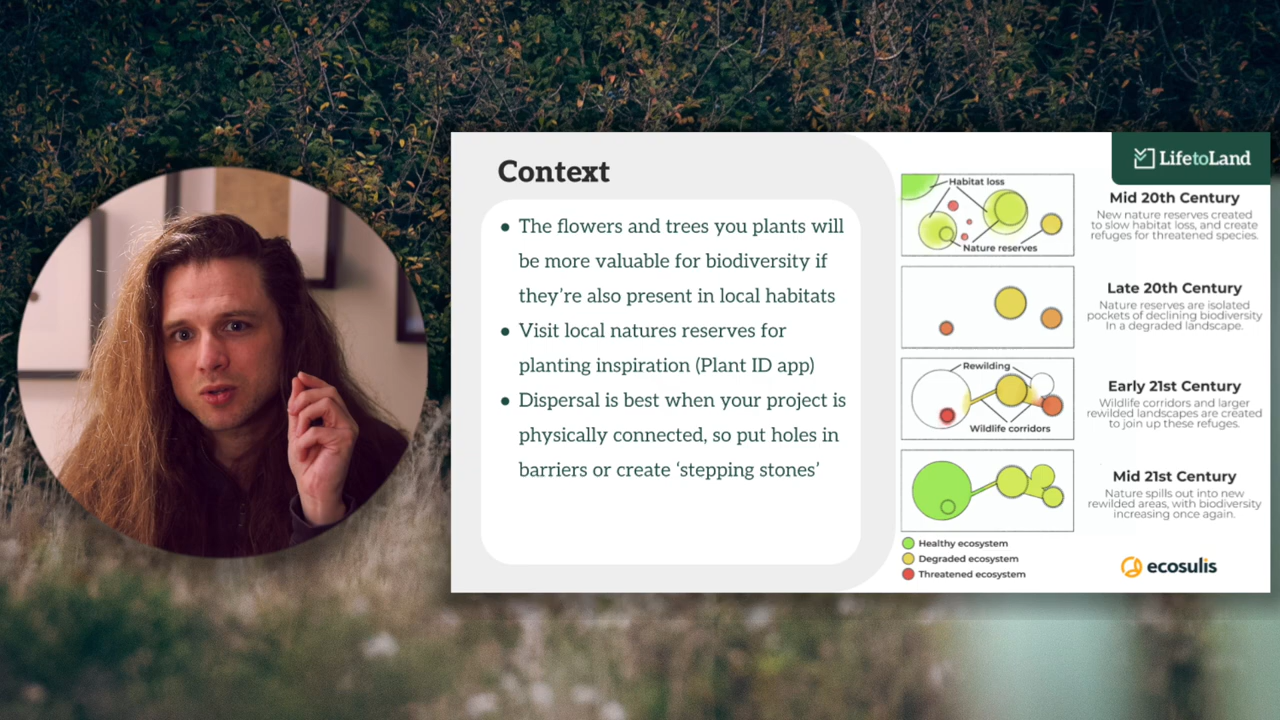 Context
• The flowers and trees you plants will
be more valuable for biodiversity if
they're also present in local habitats
• Visit local natures reserves for
planting inspiration (Plant ID app)
• Dispersal is best when your project is
physically connected, so put holes in
barriers or create ‘stepping stones’
LifetoLand
Habitat loss
Nature reserves
Mid 20th Century
New nature reserves created
to slow habitat loss, and create
refuges for threatened species.
Late 20th Century
Nature reserves are isolated
pockets of declining biodiversity
In a degraded landscape.
Rewilding
Wildlife corridors
Early 21st Century
Wildlife corridors and larger
rewilded landscapes are created
to join up these refuges.
Mid 21st Century
Nature spills out into new
rewilded areas, with biodiversity
increasing once again.
Healthy ecosystem
Degraded ecosystem
Threatened ecosystem
ecosulis